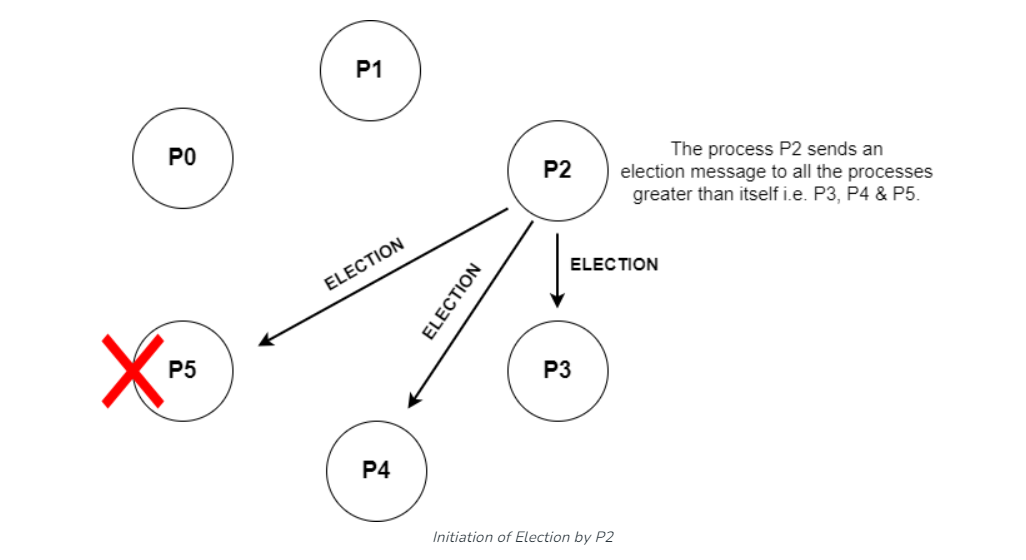 P1
P0
P2
The process P2 sends an
election message to all the processes
greater than itself i.e. P3, P4 & P5.
ELECTION
ELECTION
ELECTION
P5
P3
P4
Initiation of Election by P2